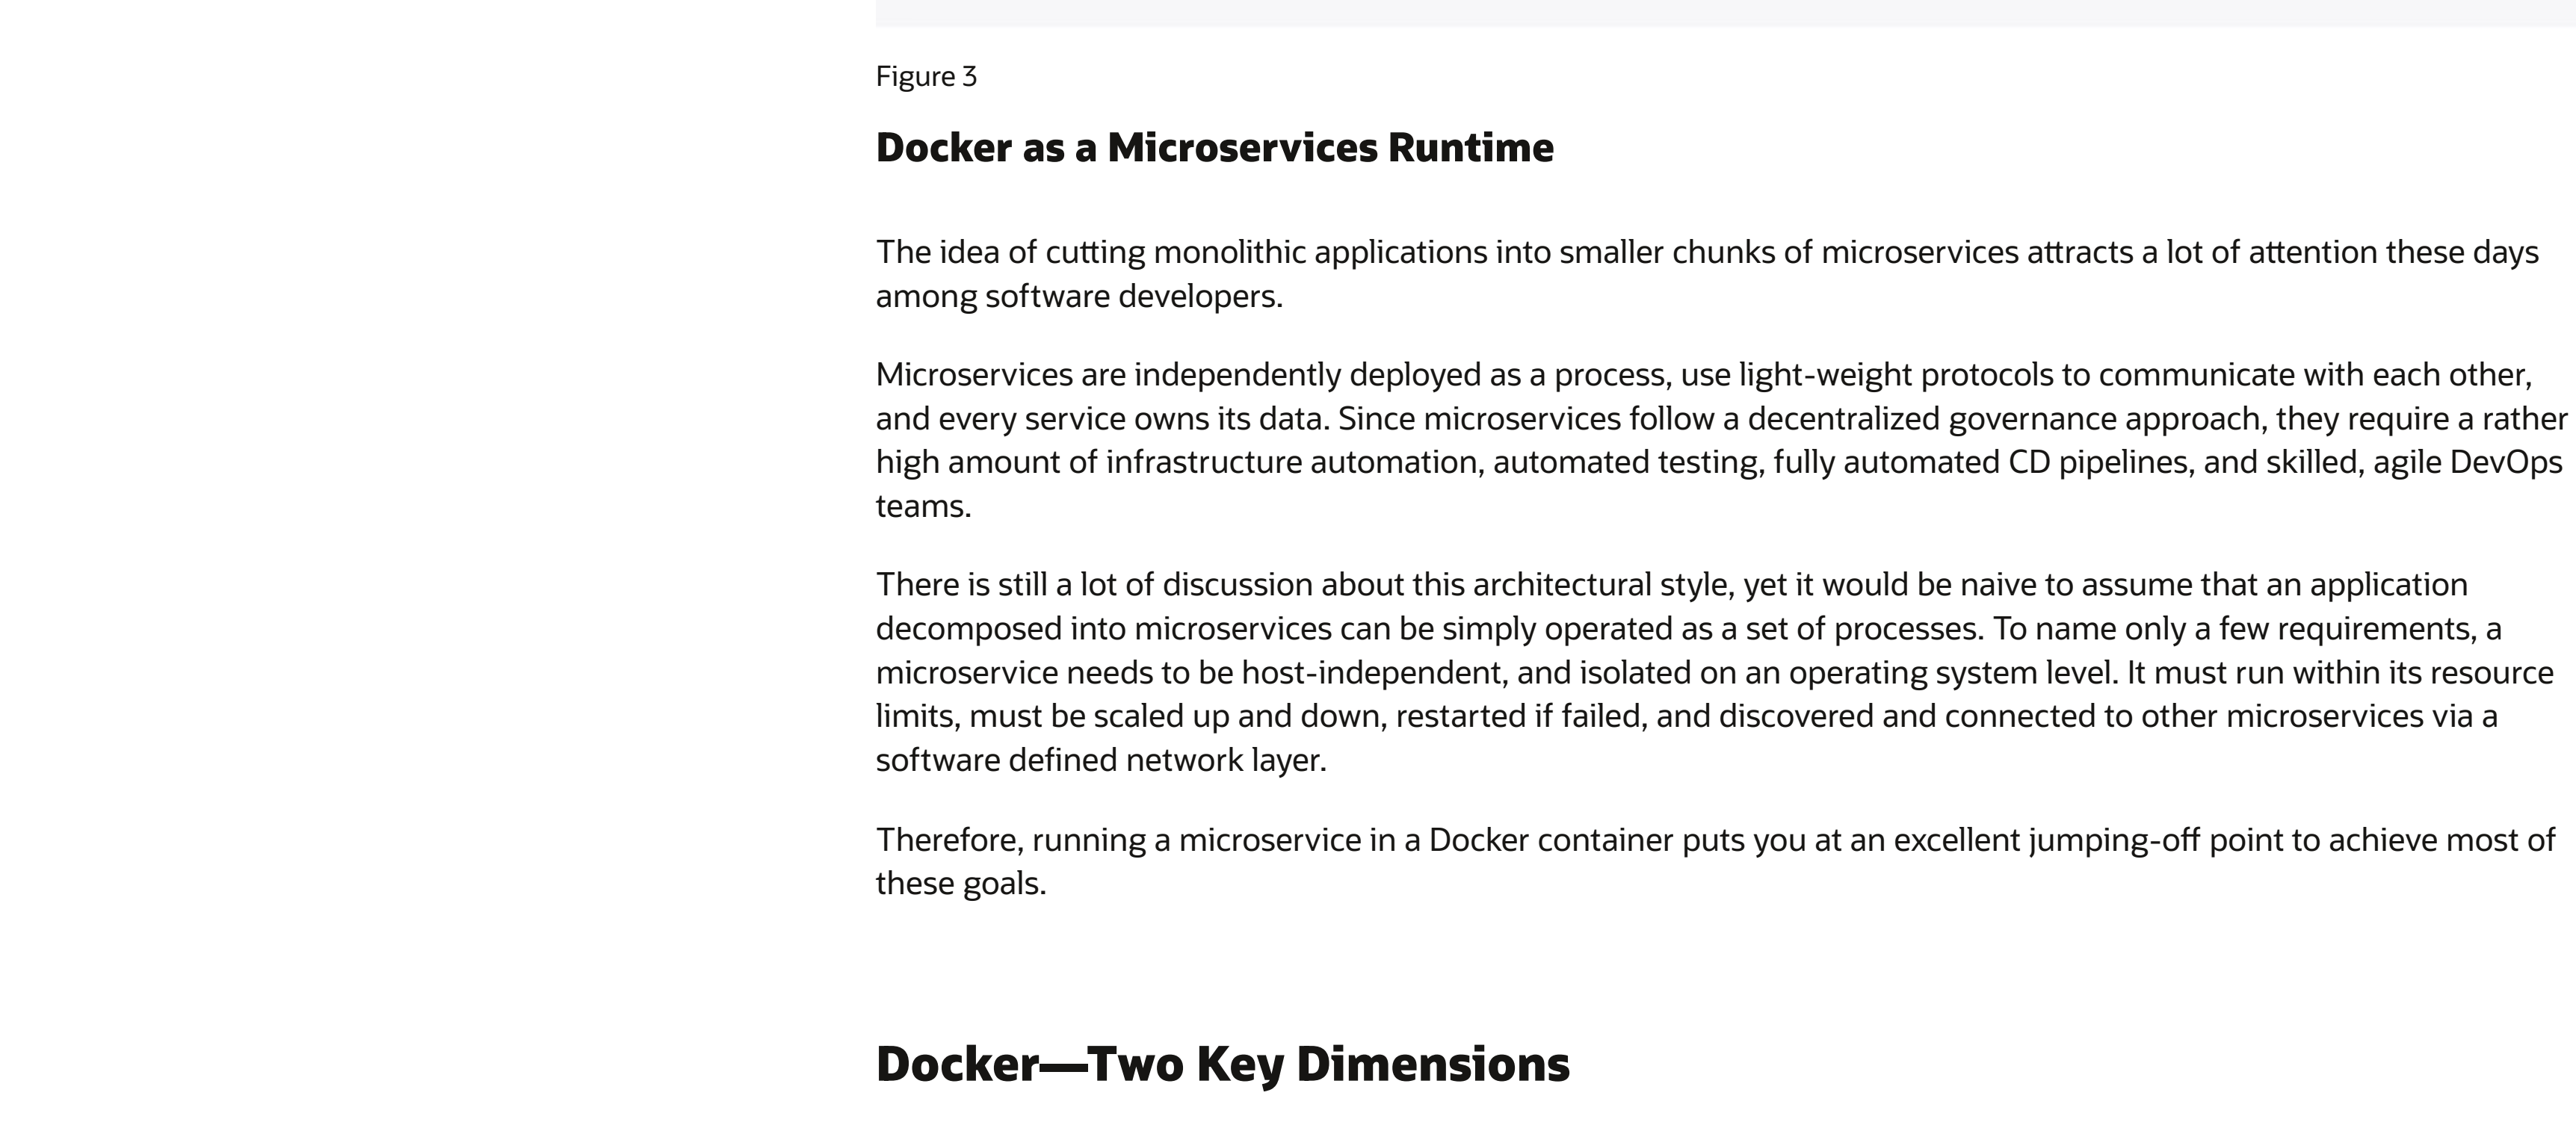 Figure 3
Docker as a Microservices Runtime
The idea of cutting monolithic applications into smaller chunks of microservices attracts a lot of attention these days
among software developers.
Microservices are independently deployed as a process, use light-weight protocols to communicate with each other,
and every service owns its data. Since microservices follow a decentralized governance approach, they require a rather
high amount of infrastructure automation, automated testing, fully automated CD pipelines, and skilled, agile DevOps
teams.
There is still a lot of discussion about this architectural style, yet it would be naive to assume that an application
decomposed into microservices can be simply operated as a set of processes. To name only a few requirements, a
microservice needs to be host-independent, and isolated on an operating system level. It must run within its resource
limits, must be scaled up and down, restarted if failed, and discovered and connected to other microservices via a
software defined network layer.
Therefore, running a microservice in a Docker container puts you at an excellent jumping-off point to achieve most of
these goals.
Docker—Two Key Dimensions